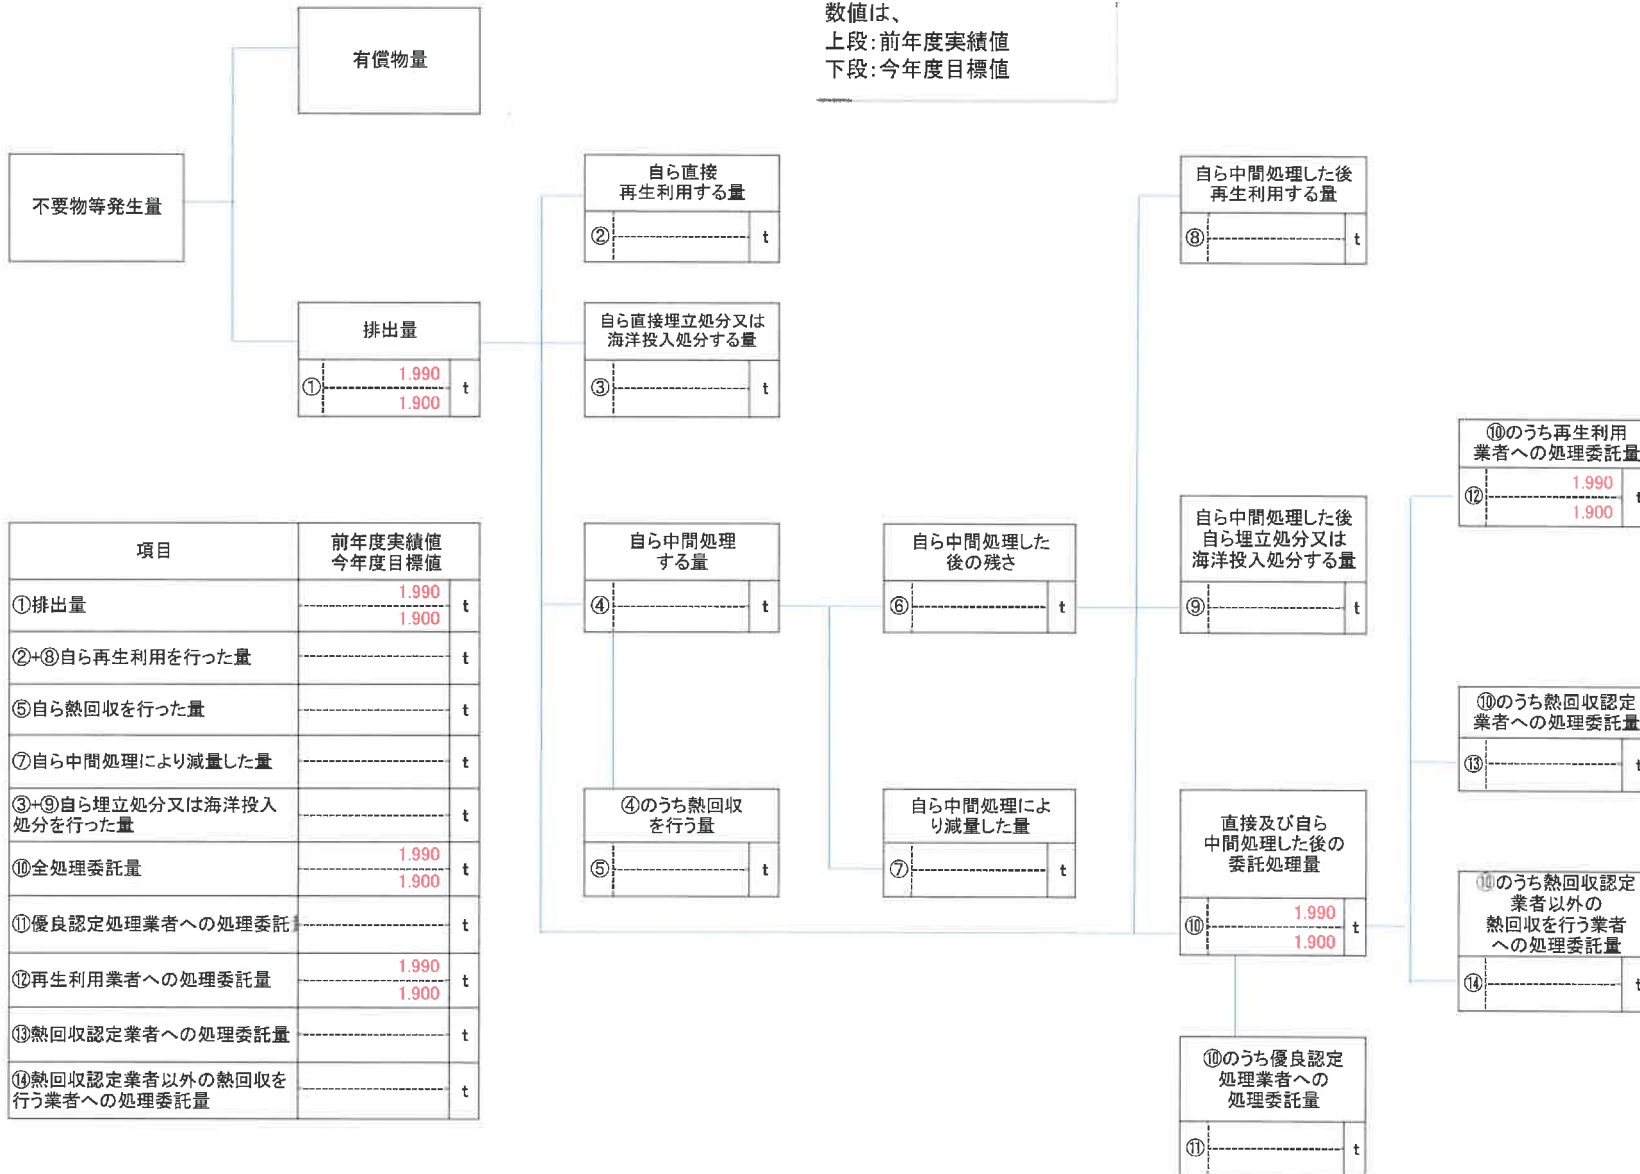 数値は、
上段:前年度実績値
下段:今年度目標値
有償物量
不要物等発生量
排出量
① 1.990 t
1.900
自ら直接
再生利用する量
② t
自ら直接埋立処分又は
海洋投入処分する量
③ t
自ら中間処理した後
再生利用する量
⑧ t
自ら中間処理
する量
④ t
自ら中間処理した
後の残さ
⑥ t
自ら中間処理した後
自ら埋立処分又は
海洋投入処分する量
⑨ t
④のうち熱回収
を行う量
⑤ t
自ら中間処理によ
り減量した量
⑦ t
直接及び自ら
中間処理した後の
委託処理量
⑩ 1.990 t
1.900
⑩のうち優良認定
処理業者への
処理委託量
⑪ t
⑩のうち再生利用
業者への処理委託量
⑫ 1.990 t
1.900
⑩のうち熱回収認定
業者への処理委託量
⑬ t
⑩のうち熱回収認定
業者以外の
熱回収を行う業者
への処理委託量
⑭ t
項目 前年度実績値
今年度目標値
①排出量 1.990 t
1.900
②+⑧自ら再生利用を行った量 t
⑤自ら熱回収を行った量 t
⑦自ら中間処理により減量した量 t
③+⑨自ら埋立処分又は海洋投入
処分を行った量 t
⑩全処理委託量 1.990 t
1.900
⑪優良認定処理業者への処理委託 t
⑫再生利用業者への処理委託量 1.990 t
1.900
⑬熱回収認定業者への処理委託量 t
⑭熱回収認定業者以外の熱回収を
行う業者への処理委託量 t